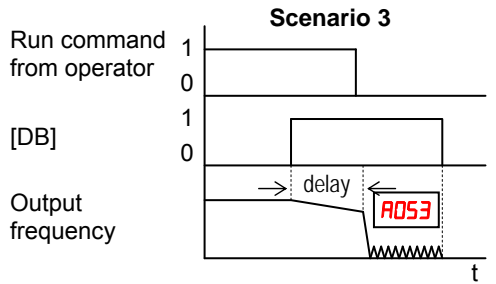 Scenario 3
Run command
from operator
1
0
[DB]
1
0
Output
frequency
delay
A053
t